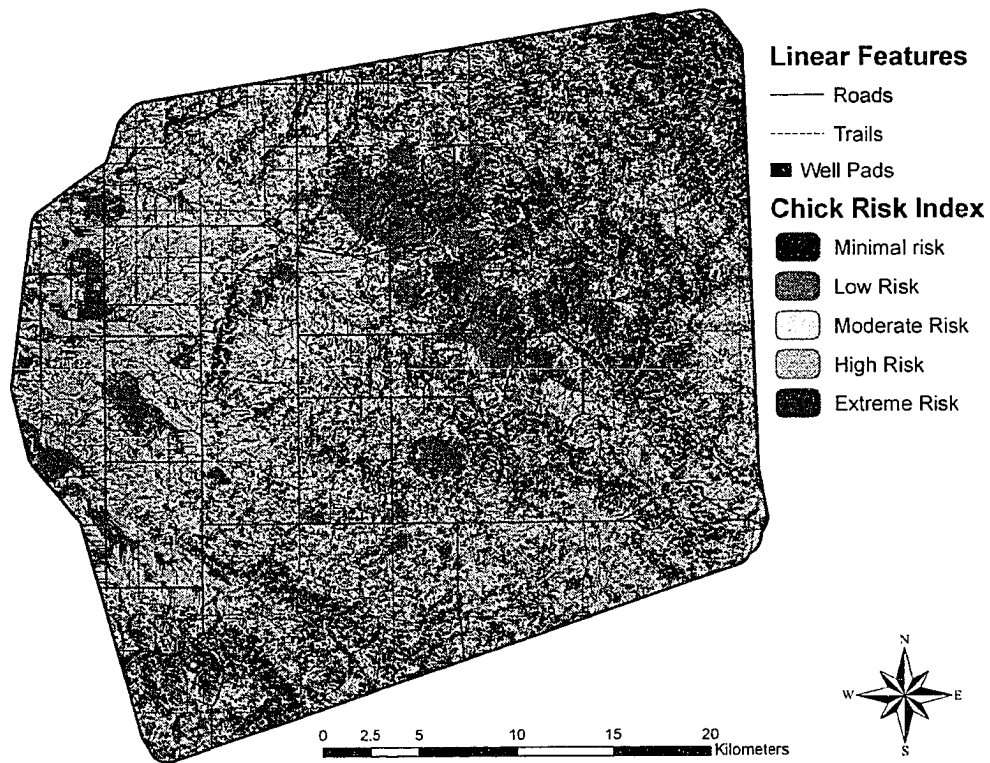 Linear Features
Roads
Trails
Well Pads
Chick Risk Index
Minimal risk
Low Risk
Moderate Risk
High Risk
Extreme Risk
N
W E
S
0 2.5 5 10 15 20
Kilometers